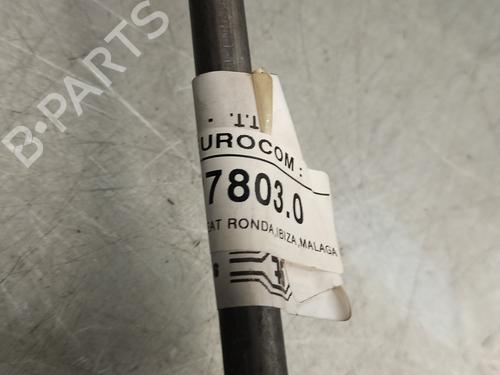 B-PARTS -
T.T. -
UROCOM :
7803.0
AT RONDA,IBIZA,MALAGA